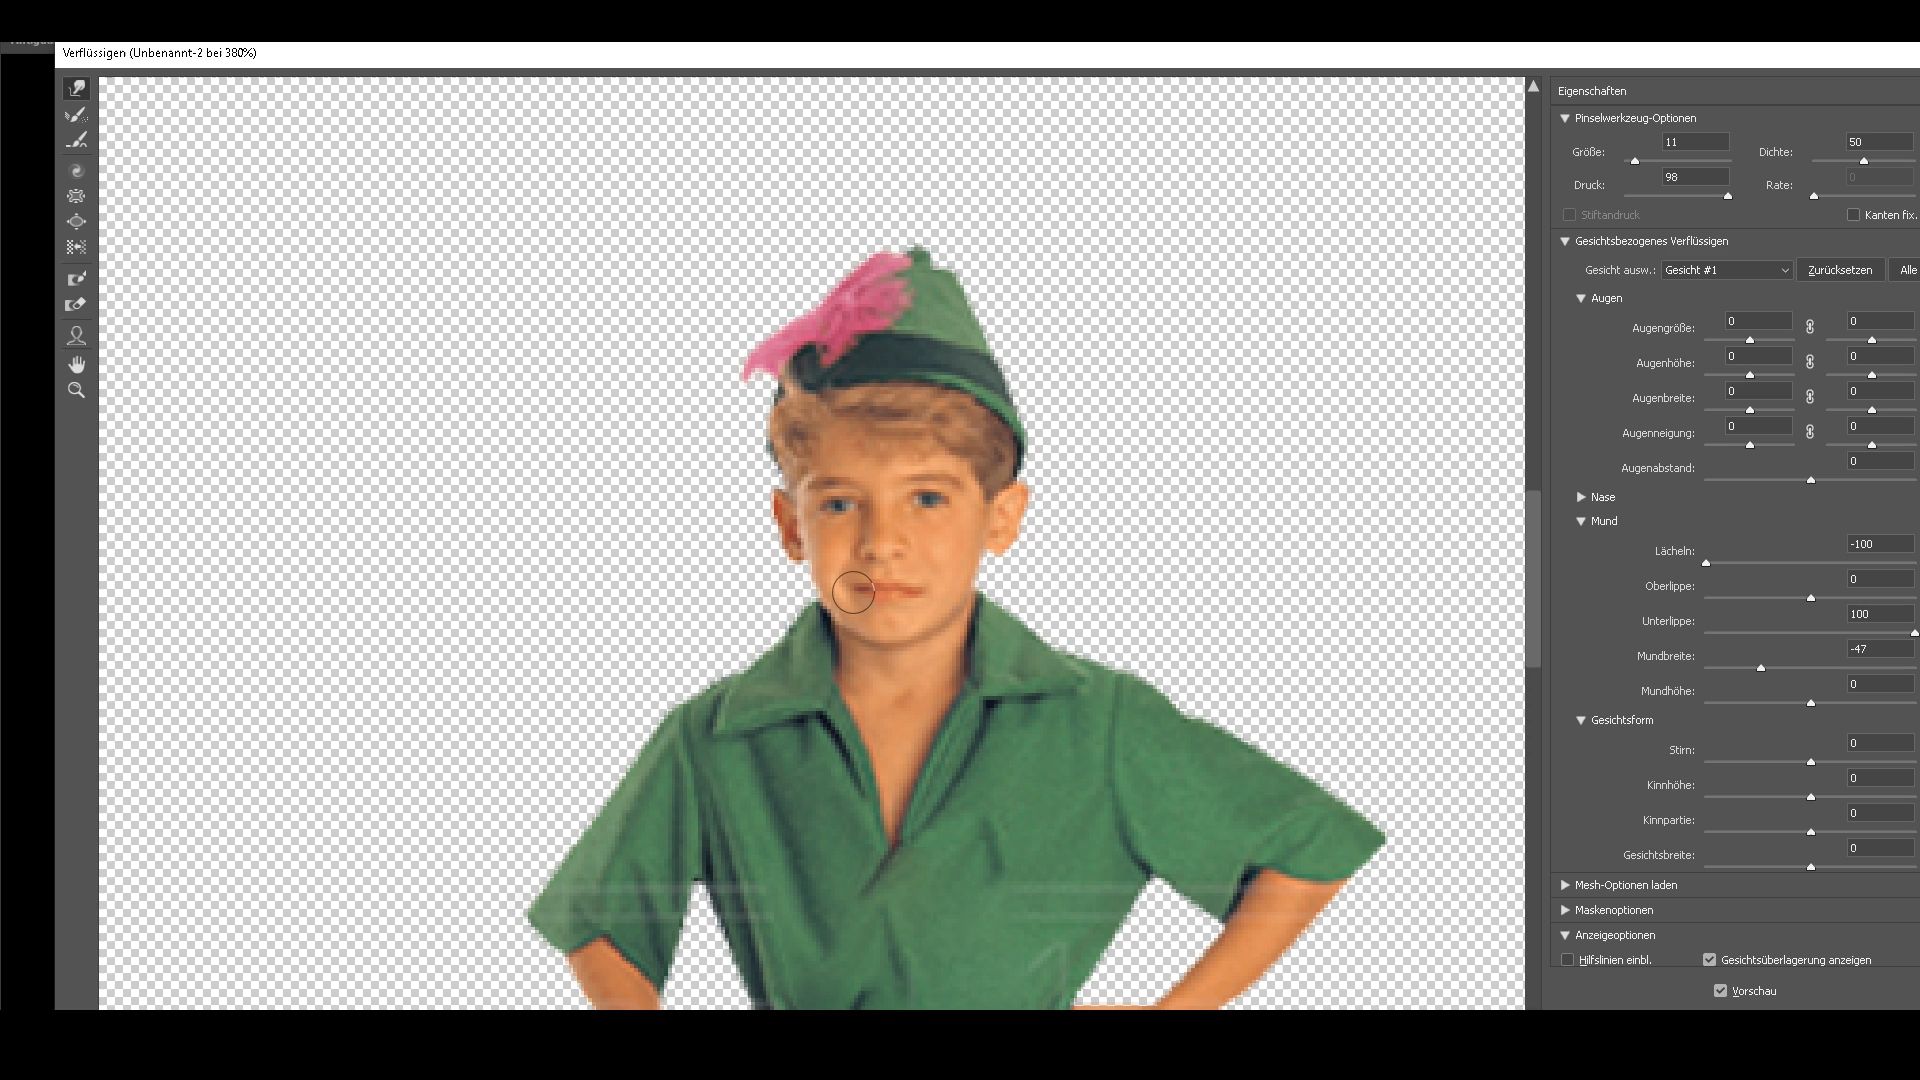 Verflüssigen (Unbenannt-2 bei 380%)
Eigenschaften
Pinselwerkzeug-Optionen
Größe: 11 Dichte: 50
Druck: 98 Rate: 0
Stiftandruck Kanten fix.
Gesichtsbezogenes Verflüssigen
Gesicht ausw.: Gesicht #1 Zurücksetzen Alle
Augen
Augengröße: 0 0
Augenhöhe: 0 0
Augenbreite: 0 0
Augenneigung: 0 0
Augenabstand: 0
Nase
Mund
Lächeln: -100
Oberlippe: 0
Unterlippe: 100
Mundbreite: -47
Mundhöhe: 0
Gesichtsform
Stirn: 0
Kinnhöhe: 0
Kinnpartie: 0
Gesichtsbreite: 0
Mesh-Optionen laden
Maskenoptionen
Anzeigeoptionen
Hilfslinien einbl. Gesichtsüberlagerung anzeigen
Vorschau